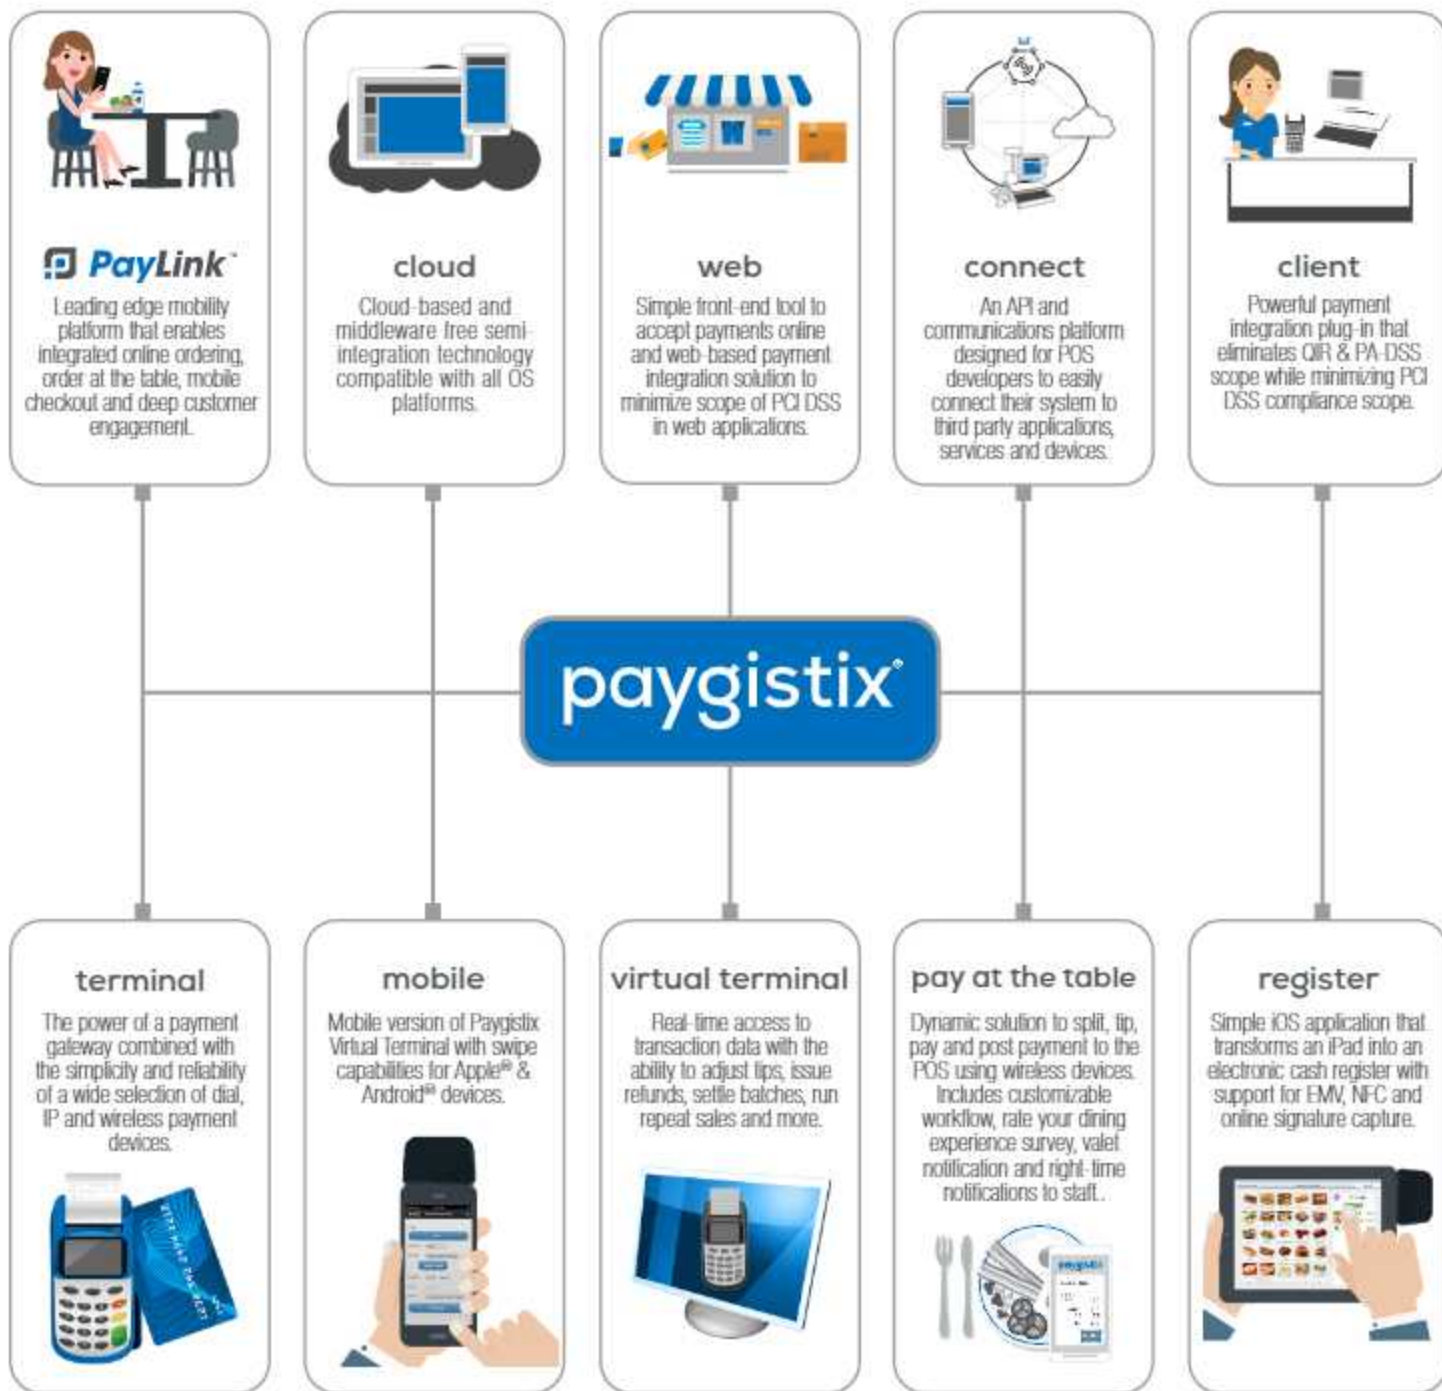 PayLink™
Leading edge mobility
platform that enables
integrated online ordering,
order at the table, mobile
checkout and deep customer
engagement.
cloud
Cloud-based and
middleware free semi-
integration technology
compatible with all OS
platforms.
web
Simple front-end tool to
accept payments online
and web-based payment
integration solution to
minimize scope of PCI DSS
in web applications.
connect
An API and
communications platform
designed for POS
developers to easily
connect their system to
third party applications,
services and devices.
client
Powerful payment
integration plug-in that
eliminates QIR & PA-DSS
scope while minimizing PCI
DSS compliance scope.
paygistix®
terminal
The power of a payment
gateway combined with
the simplicity and reliability
of a wide selection of dial,
IP and wireless payment
devices.
mobile
Mobile version of Paygistix
Virtual Terminal with swipe
capabilities for Apple® &
Android® devices.
virtual terminal
Real-time access to
transaction data with the
ability to adjust tips, issue
refunds, settle batches, run
repeat sales and more.
pay at the table
Dynamic solution to split, tip,
pay and post payment to the
POS using wireless devices.
Includes customizable
workflow, rate your dining
experience survey, valet
notification and right-time
notifications to staff..
paygistix
register
Simple iOS application that
transforms an iPad into an
electronic cash register with
support for EMV, NFC and
online signature capture.